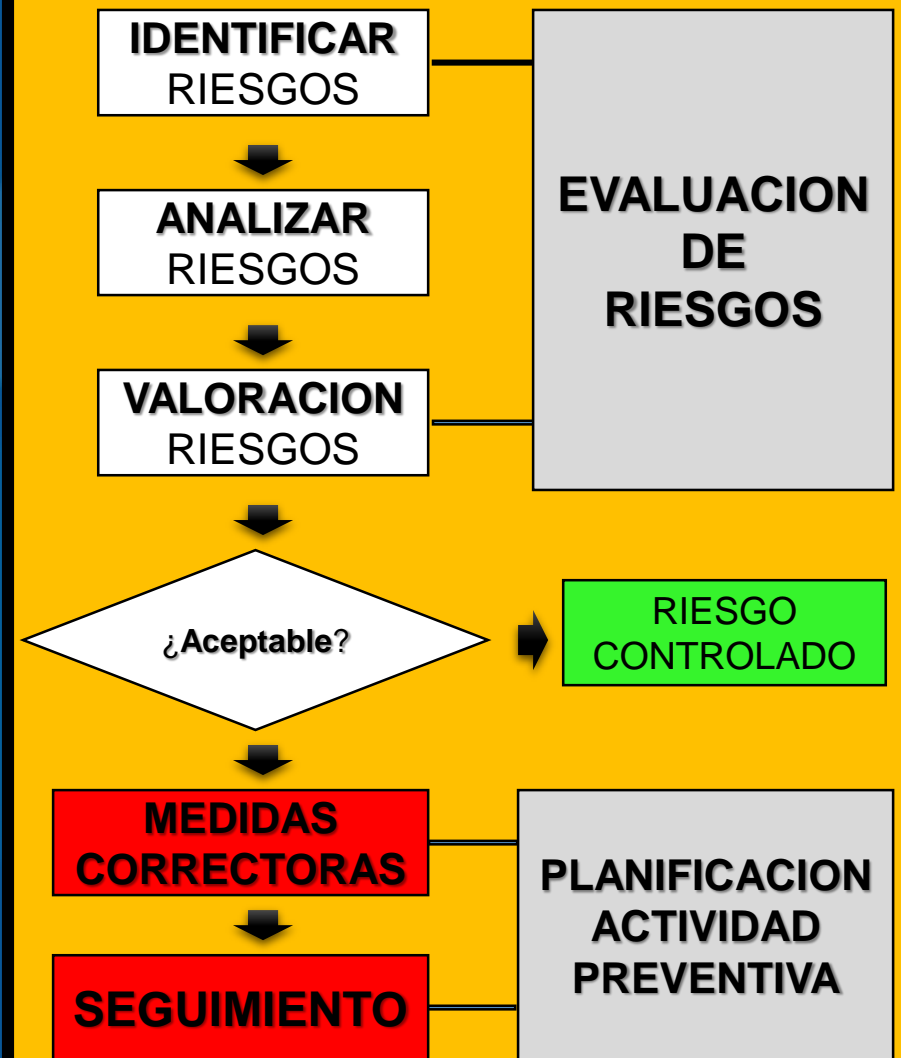 IDENTIFICAR
RIESGOS
ANALIZAR
RIESGOS
VALORACION
RIESGOS
EVALUACION
DE
RIESGOS
¿Aceptable?
RIESGO
CONTROLADO
MEDIDAS
CORRECTORAS
SEGUIMIENTO
PLANIFICACION
ACTIVIDAD
PREVENTIVA